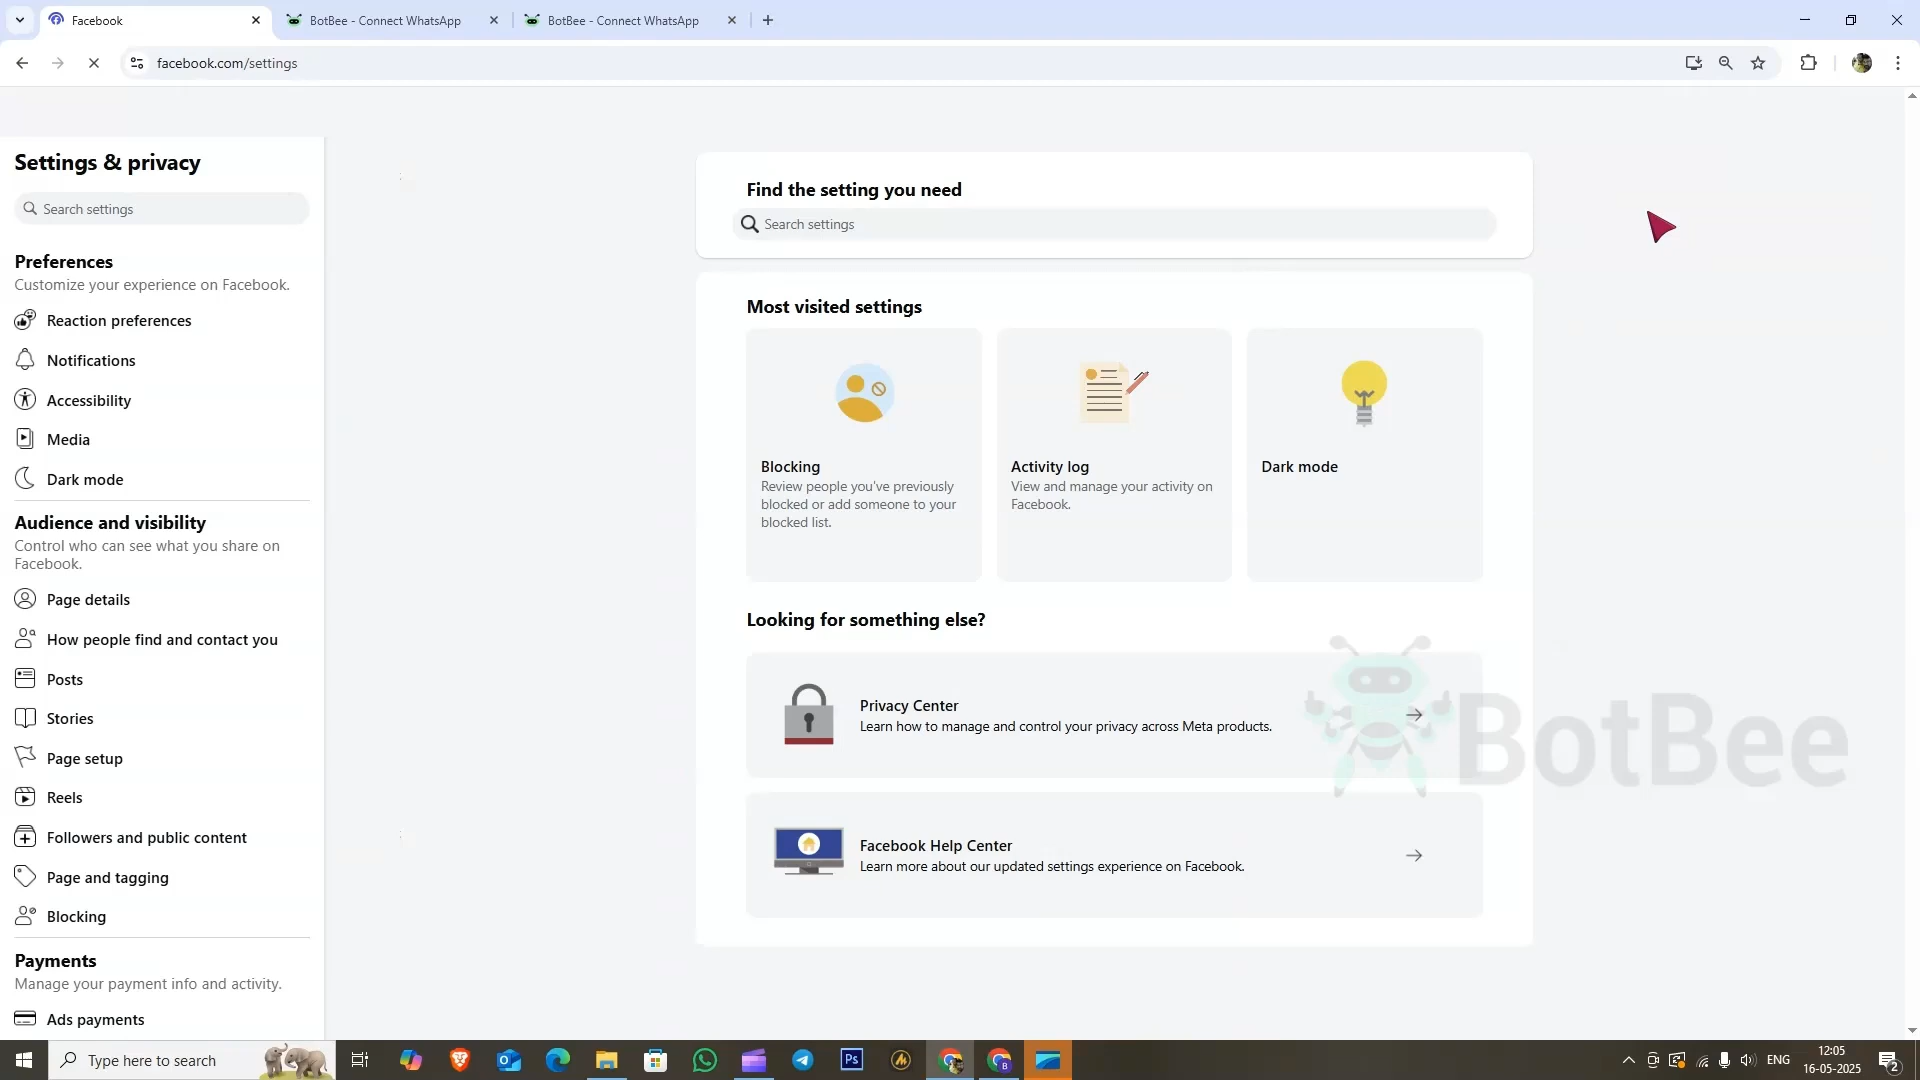 Facebook
BotBee - Connect WhatsApp
BotBee - Connect WhatsApp
facebook.com/settings
Settings & privacy
Search settings
Preferences
Customize your experience on Facebook.
Reaction preferences
Notifications
Accessibility
Media
Dark mode
Audience and visibility
Control who can see what you share on
Facebook.
Page details
How people find and contact you
Posts
Stories
Page setup
Reels
Followers and public content
Page and tagging
Blocking
Payments
Manage your payment info and activity.
Ads payments
Find the setting you need
Search settings
Most visited settings
Blocking
Review people you've previously
blocked or add someone to your
blocked list.
Activity log
View and manage your activity on
Facebook.
Dark mode
Looking for something else?
Privacy Center
Learn how to manage and control your privacy across Meta products.
Facebook Help Center
Learn more about our updated settings experience on Facebook.
BotBee
Type here to search
Ps
B
ENG
12:05
16-05-2025
2